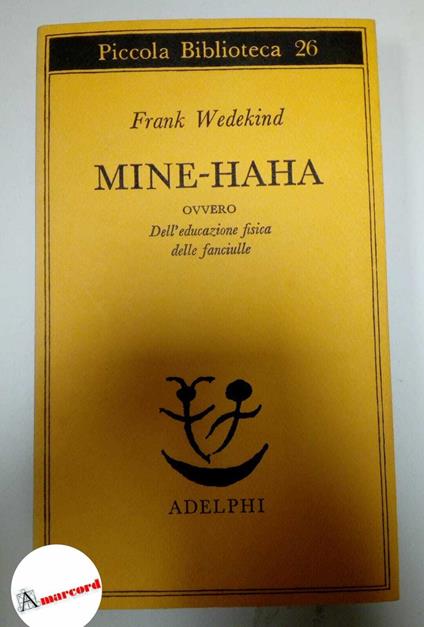 Piccola Biblioteca 26
Frank Wedekind
MINE-HAHA
OVVERO
Dell'educazione fisica
delle fanciulle
ADELPHI
Amarcord